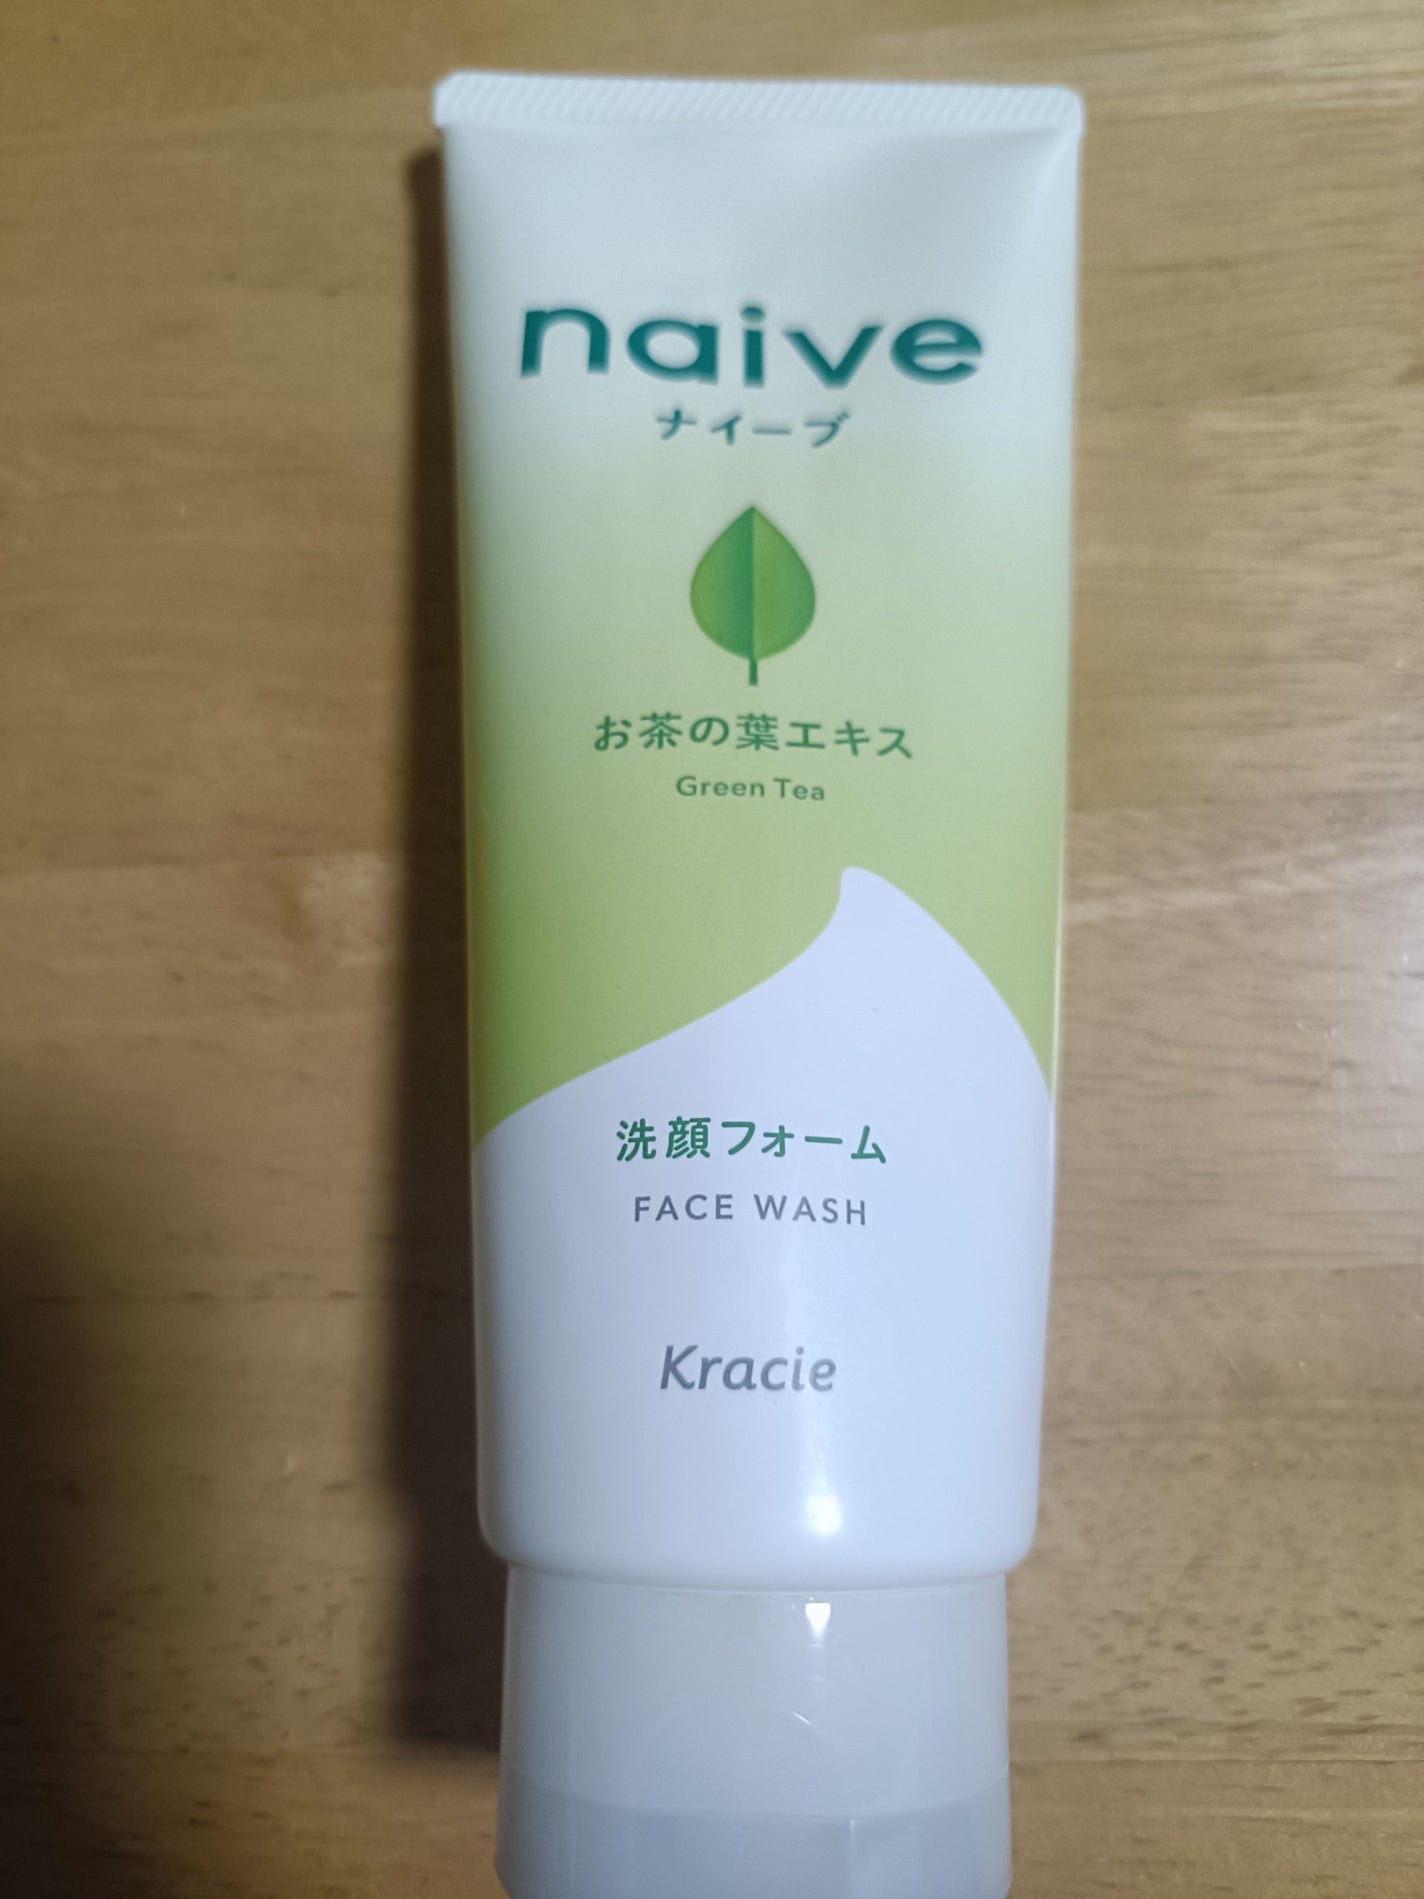 naive
ナイーブ
お茶の葉エキス
Green Tea
洗顔フォーム
FACE WASH
Kracie